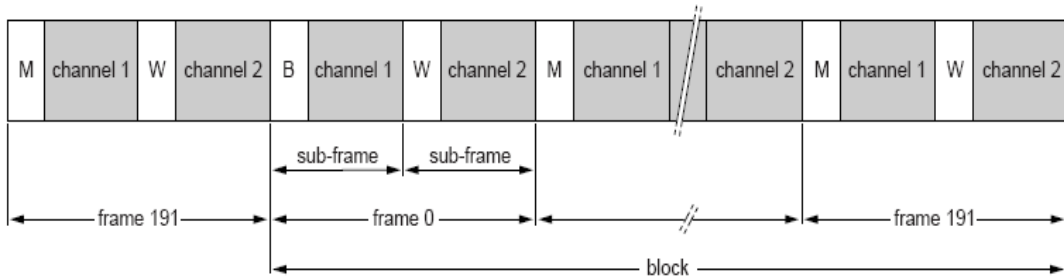 M channel 1 W channel 2 B channel 1 W channel 2 M channel 1 channel 2 M channel 1 W channel 2
sub-frame sub-frame
frame 191 frame 0 frame 191
block